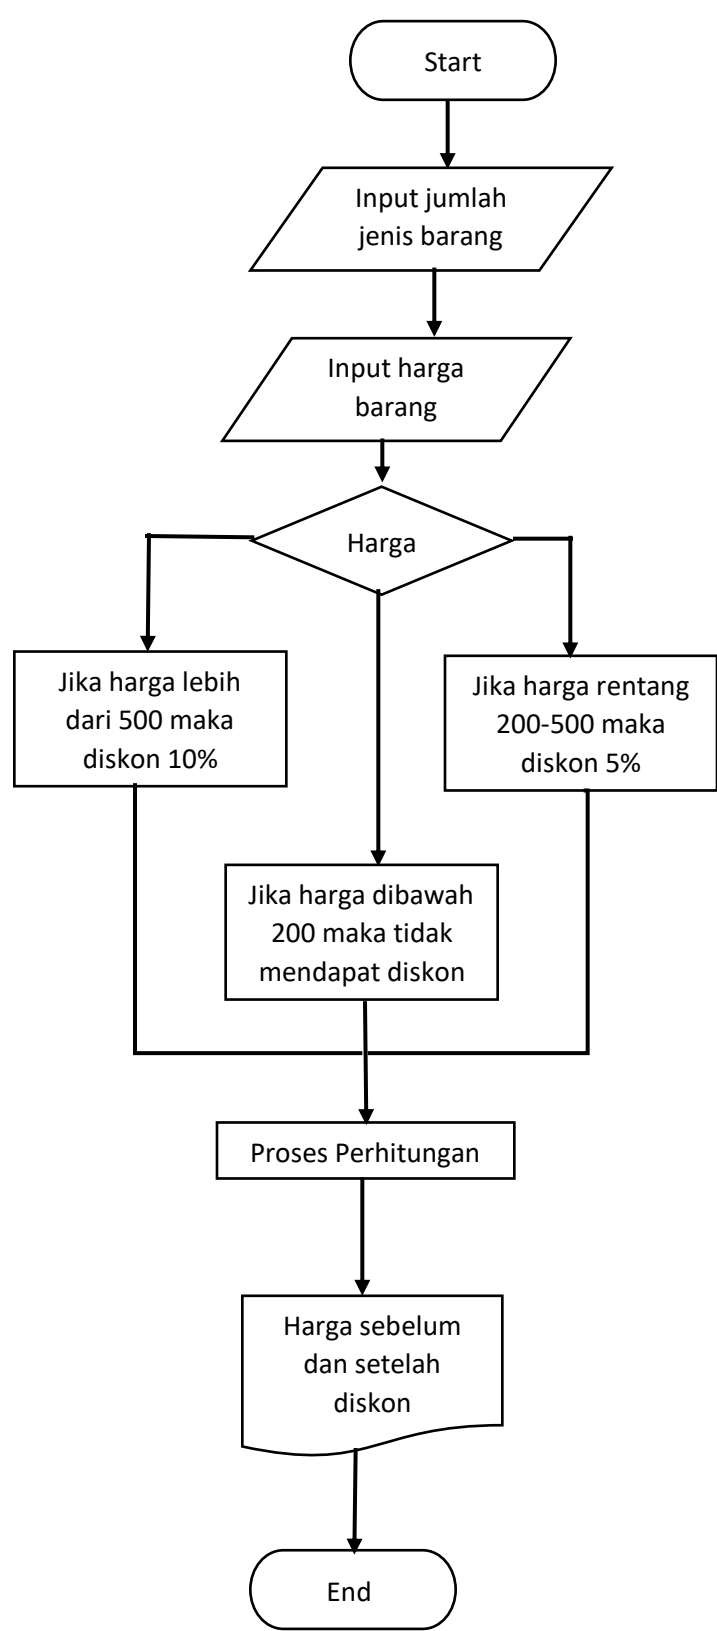 Start
Input jumlah
jenis barang
Input harga
barang
Harga
Jika harga lebih
dari 500 maka
diskon 10%
Jika harga rentang
200-500 maka
diskon 5%
Jika harga dibawah
200 maka tidak
mendapat diskon
Proses Perhitungan
Harga sebelum
dan setelah
diskon
End